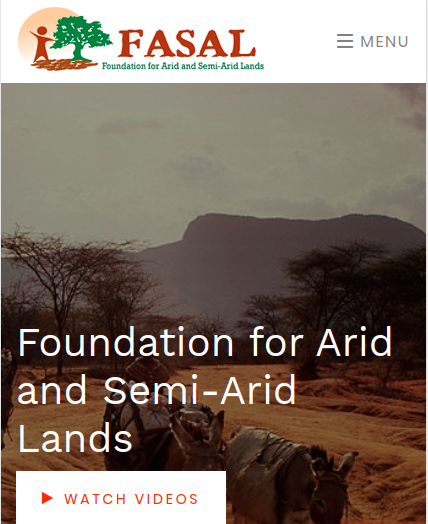 FASAL
Foundation for Arid and Semi-Arid Lands
MENU
Foundation for Arid
and Semi-Arid
Lands
WATCH VIDEOS